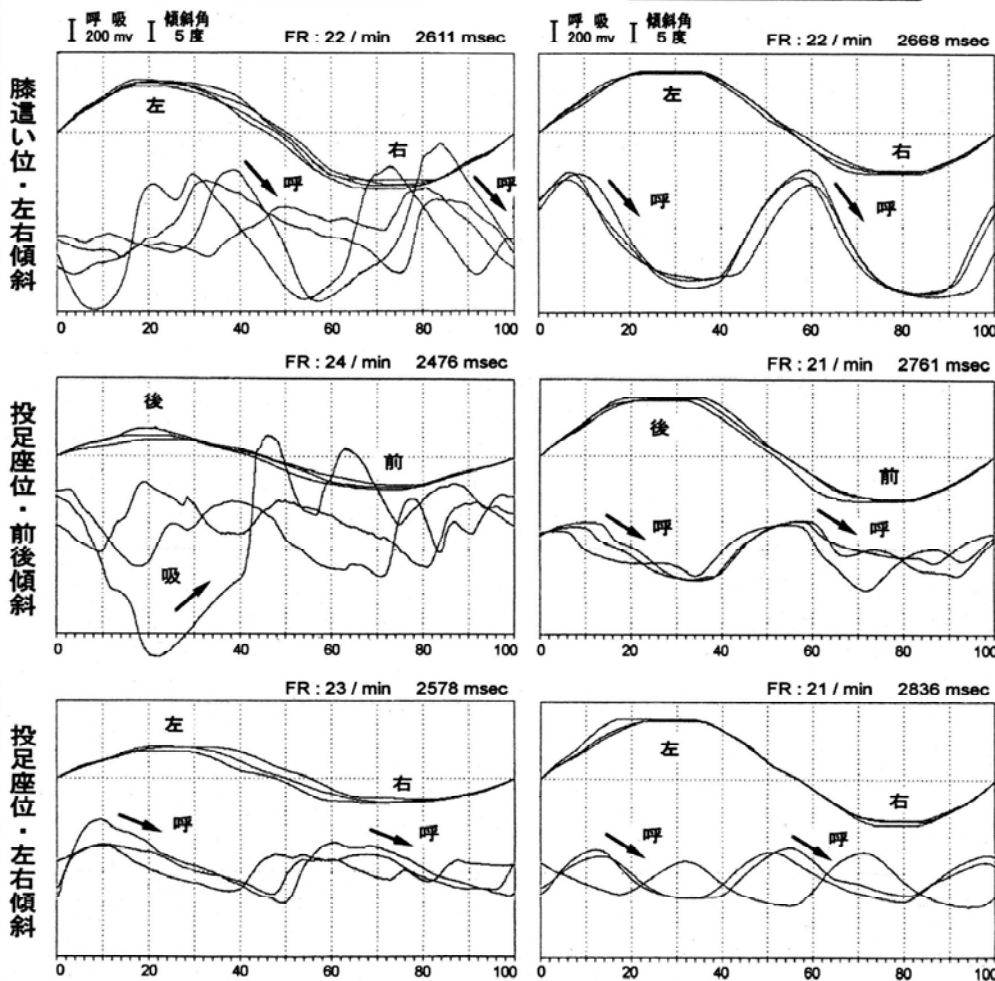 呼 吸 傾斜角
200 mv 5 度 FR : 22 / min 2611 msec
呼 吸 傾斜角
200 mv 5 度 FR : 22 / min 2668 msec
膝這い位・左右傾斜
左
右
呼
呼
0 20 40 60 80 100
左
右
呼
呼
0 20 40 60 80 100
FR : 24 / min 2476 msec
FR : 21 / min 2761 msec
投足座位・前後傾斜
後
前
吸
0 20 40 60 80 100
後
前
呼
呼
0 20 40 60 80 100
FR : 23 / min 2578 msec
FR : 21 / min 2836 msec
投足座位・左右傾斜
左
右
呼
呼
0 20 40 60 80 100
左
右
呼
呼
0 20 40 60 80 100